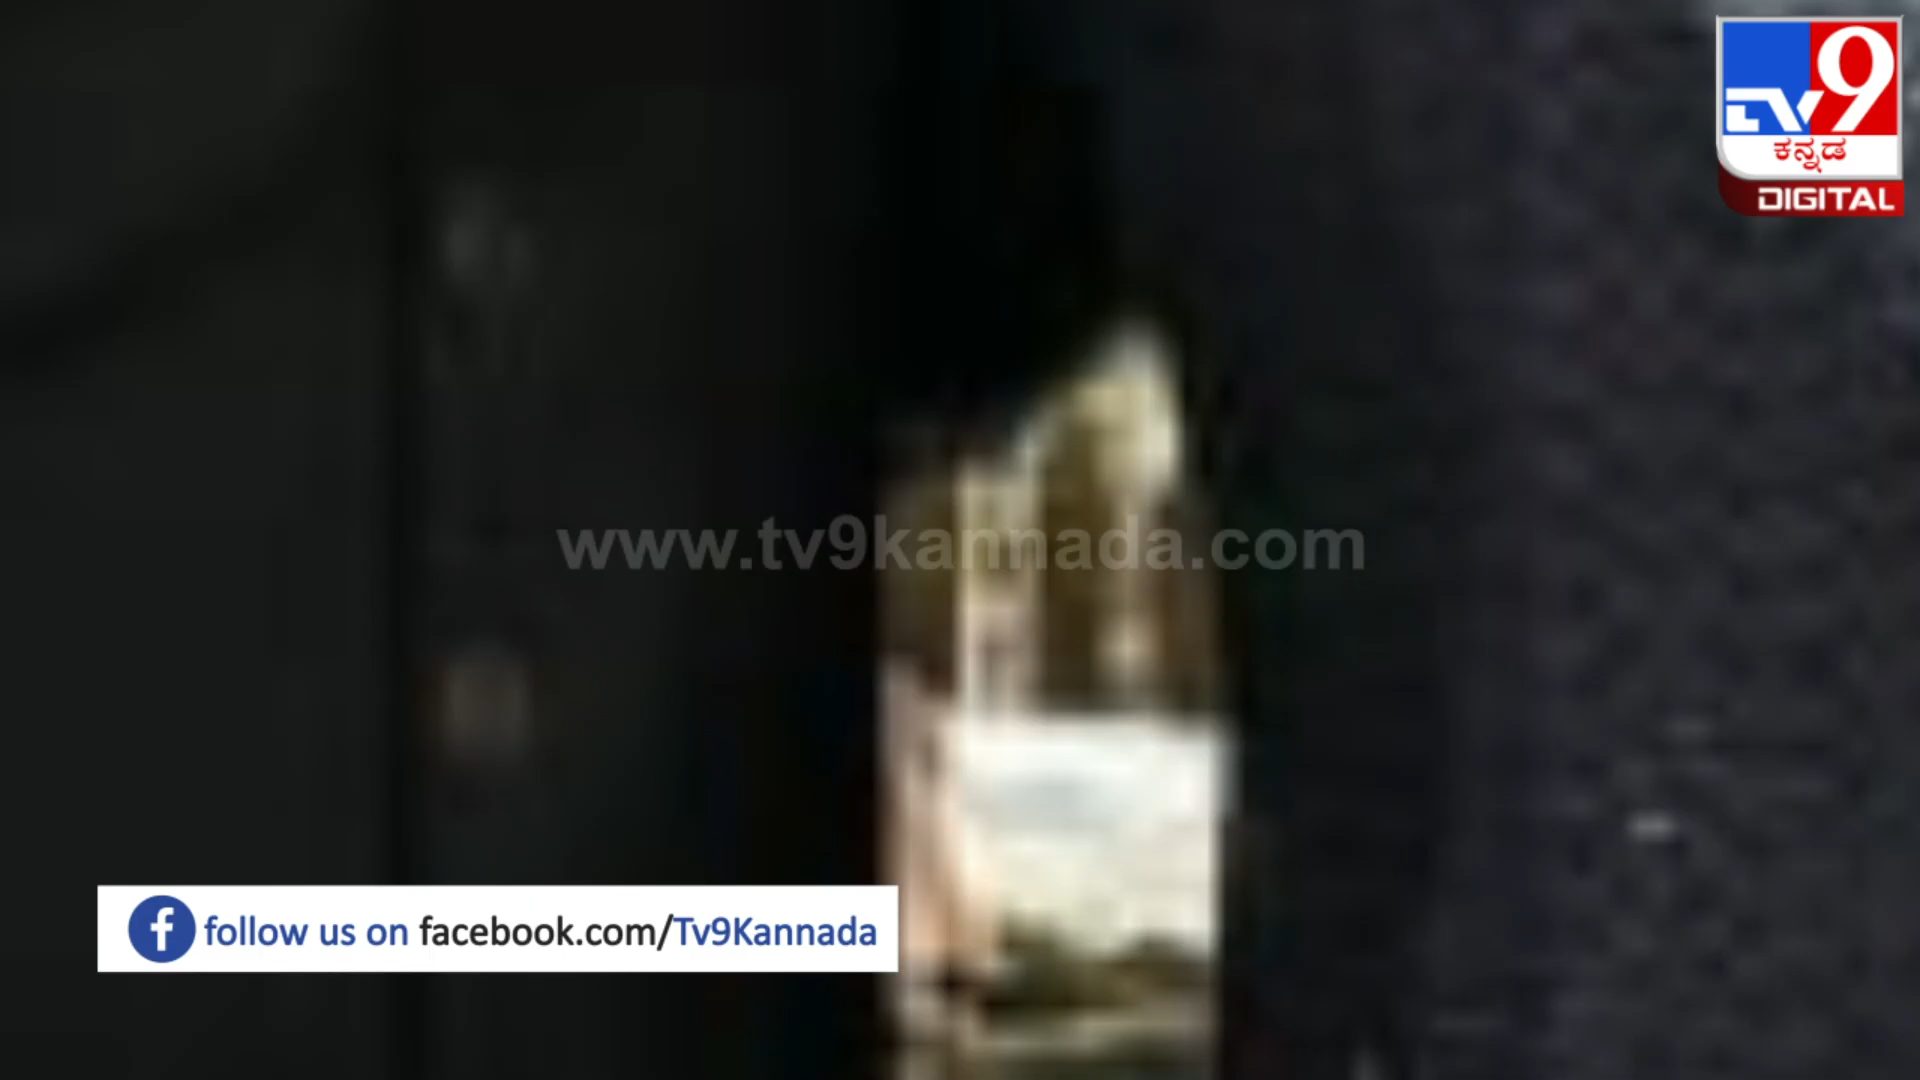 TV9
ಕನ್ನಡ
DIGITAL
www.tv9kannada.com
follow us on facebook.com/Tv9Kannada